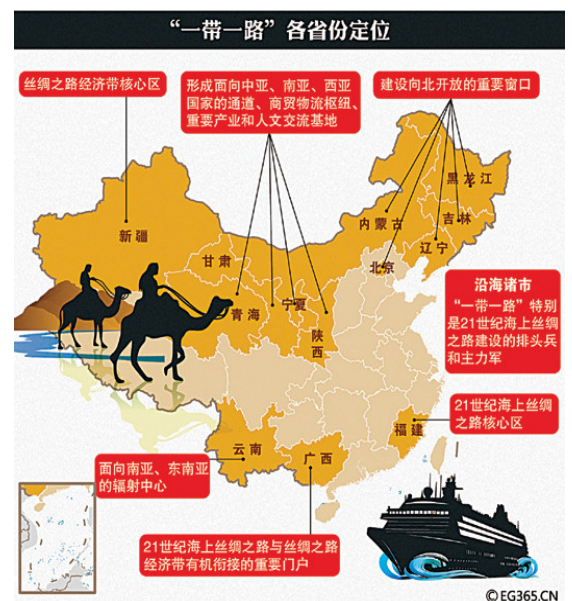 “一带一路”各省份定位
丝绸之路经济带核心区
形成面向中亚、南亚、西亚
国家的通道、商贸物流枢纽、
重要产业和人文交流基地
建设向北开放的重要窗口
黑龙江
吉林
内蒙古
辽宁
新疆
甘肃
北京
宁夏
青海
陕西
沿海诸市
“一带一路”特别
是21世纪海上丝绸
之路建设的排头兵
和主力军
21世纪海上丝绸
之路核心区
福建
云南
广西
面向南亚、东南亚
的辐射中心
21世纪海上丝绸之路与丝绸之路
经济带有机衔接的重要门户
©EG365.CN